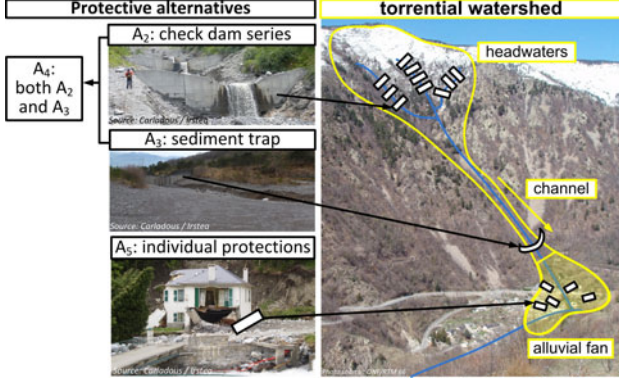 Protective alternatives
A₂: check dam series
A₄:
both A₂
and A₃
Source: Carladous / Irstea
A₃: sediment trap
Source: Carladous / Irstea
A₅: individual protections
Source: Carladous / Irstea
torrential watershed
headwaters
channel
alluvial fan